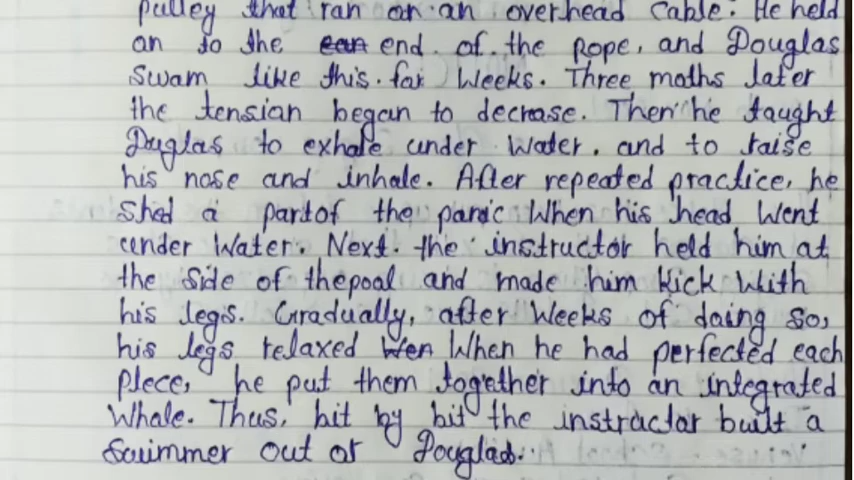 pulley that ran on an overhead cable. He held
on to the ean end of the rope, and Douglas
swam like this for Weeks. Three moths later
the tensian began to decrase. Then he taught
Duglas to exhale under water. and to raise
his nose and inhale. After repeated practice, he
shed a partof the panic When his head Went
under Water. Next. the instructor held him at
the side of thepool and made him kick With
his legs. Gradually, after Weeks of doing so,
his legs relaxed Wen When he had perfected each
Piece, he put them together into an integrated
Whale. Thus, bit by bit the instructor built a
Swimmer out of Douglas.